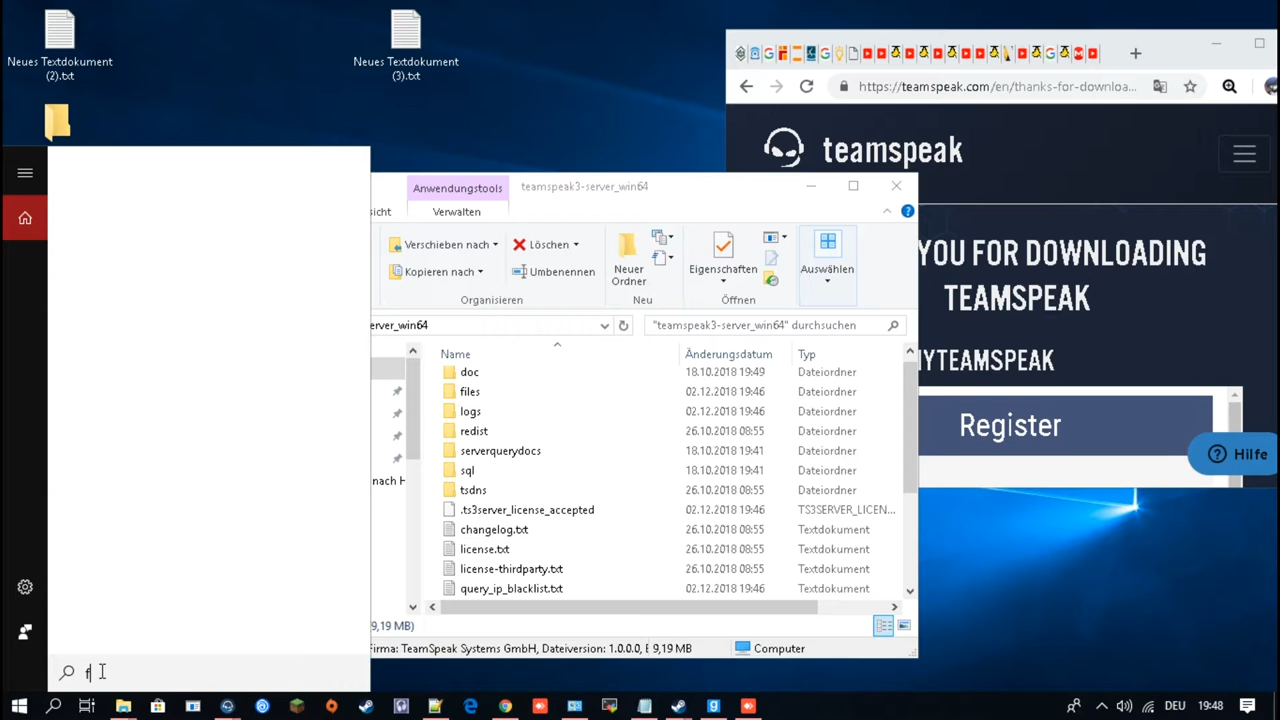 Neues Textdokument
(2).txt
Neues Textdokument
(3).txt
https://teamspeak.com/en/thanks-for-downloa...
teamspeak
YOU FOR DOWNLOADING
TEAMSPEAK
MYTEAMSPEAK
Register
Hilfe
Anwendungstools
teamspeak3-server_win64
sicht
Verwalten
Verschieben nach
Kopieren nach
Löschen
Umbenennen
Organisieren
Neuer
Ordner
Neu
Eigenschaften
Öffnen
Auswählen
erver_win64
"teamspeak3-server_win64" durchsuchen
Name Änderungsdatum Typ
doc 18.10.2018 19:49 Dateiordner
files 02.12.2018 19:46 Dateiordner
logs 02.12.2018 19:46 Dateiordner
redist 26.10.2018 08:55 Dateiordner
serverquerydocs 18.10.2018 19:41 Dateiordner
sql 18.10.2018 19:41 Dateiordner
tsdns 26.10.2018 08:55 Dateiordner
.ts3server_license_accepted 02.12.2018 19:46 TS3SERVER_LICEN...
changelog.txt 26.10.2018 08:55 Textdokument
license.txt 26.10.2018 08:55 Textdokument
license-thirdparty.txt 26.10.2018 08:55 Textdokument
query_ip_blacklist.txt 02.12.2018 19:46 Textdokument
nach H
9,19 MB)
Firma: TeamSpeak Systems GmbH, Dateiversion: 1.0.0.0, E 9,19 MB
Computer
f
DEU 19:48